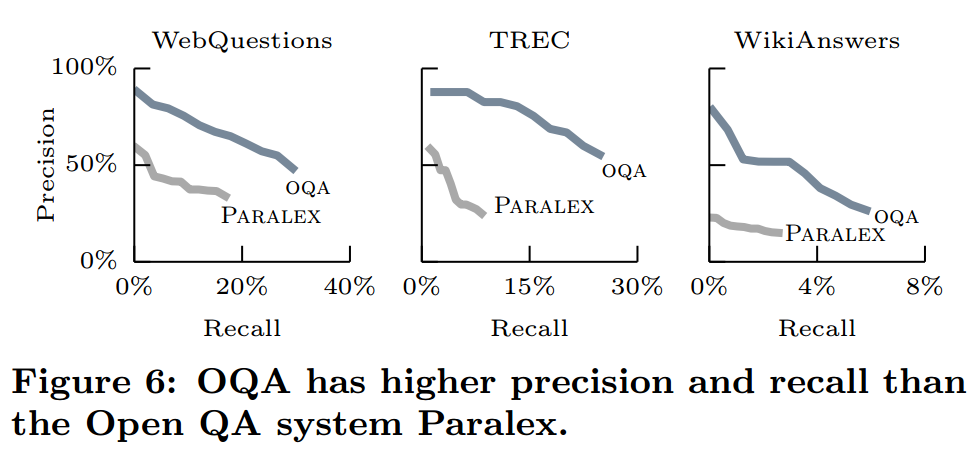 WebQuestions TREC WikiAnswers
100%
Precision
50%
0%
OQA
PARALEX
OQA
PARALEX
OQA
PARALEX
0% 20% 40% 0% 15% 30% 0% 4% 8%
Recall Recall Recall
Figure 6: OQA has higher precision and recall than
the Open QA system Paralex.